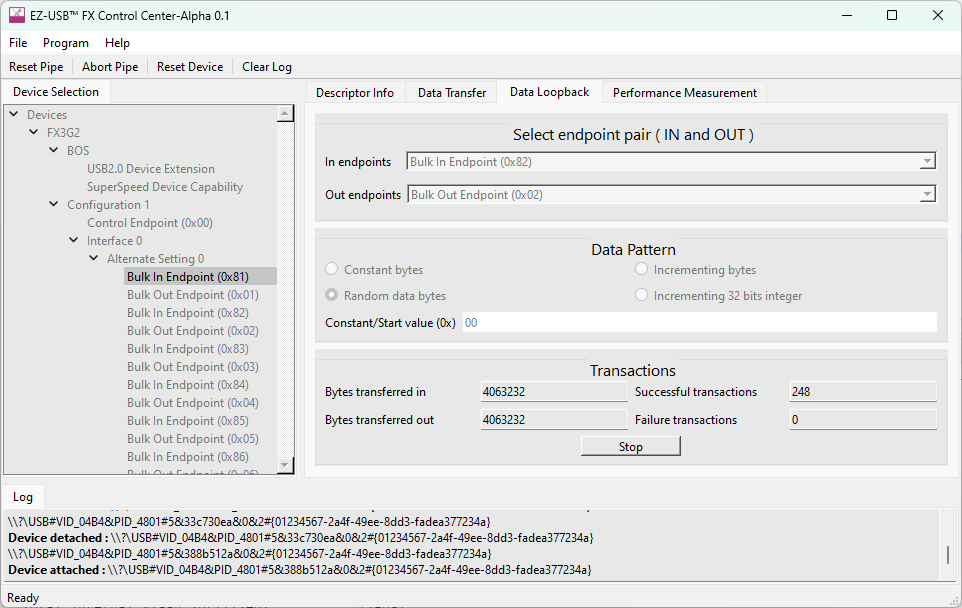 EZ-USB™ FX Control Center-Alpha 0.1
File Program Help
Reset Pipe Abort Pipe Reset Device Clear Log
Device Selection
Devices
FX3G2
BOS
USB2.0 Device Extension
SuperSpeed Device Capability
Configuration 1
Control Endpoint (0x00)
Interface 0
Alternate Setting 0
Bulk In Endpoint (0x81)
Bulk Out Endpoint (0x01)
Bulk In Endpoint (0x82)
Bulk Out Endpoint (0x02)
Bulk In Endpoint (0x83)
Bulk Out Endpoint (0x03)
Bulk In Endpoint (0x84)
Bulk Out Endpoint (0x04)
Bulk In Endpoint (0x85)
Bulk Out Endpoint (0x05)
Bulk In Endpoint (0x86)
Bulk Out Endpoint (0x06)
Descriptor Info Data Transfer Data Loopback Performance Measurement
Select endpoint pair ( IN and OUT )
In endpoints Bulk In Endpoint (0x82)
Out endpoints Bulk Out Endpoint (0x02)
Data Pattern
Constant bytes Incrementing bytes
Random data bytes Incrementing 32 bits integer
Constant/Start value (0x) 00
Transactions
Bytes transferred in 4063232 Successful transactions 248
Bytes transferred out 4063232 Failure transactions 0
Stop
Log
\\?\USB#VID_04B4&PID_4801#5&33c730ea&0&2#{01234567-2a4f-49ee-8dd3-fadea377234a}
Device detached : \\?\USB#VID_04B4&PID_4801#5&33c730ea&0&2#{01234567-2a4f-49ee-8dd3-fadea377234a}
\\?\USB#VID_04B4&PID_4801#5&388b512a&0&2#{01234567-2a4f-49ee-8dd3-fadea377234a}
Device attached : \\?\USB#VID_04B4&PID_4801#5&388b512a&0&2#{01234567-2a4f-49ee-8dd3-fadea377234a}
Ready